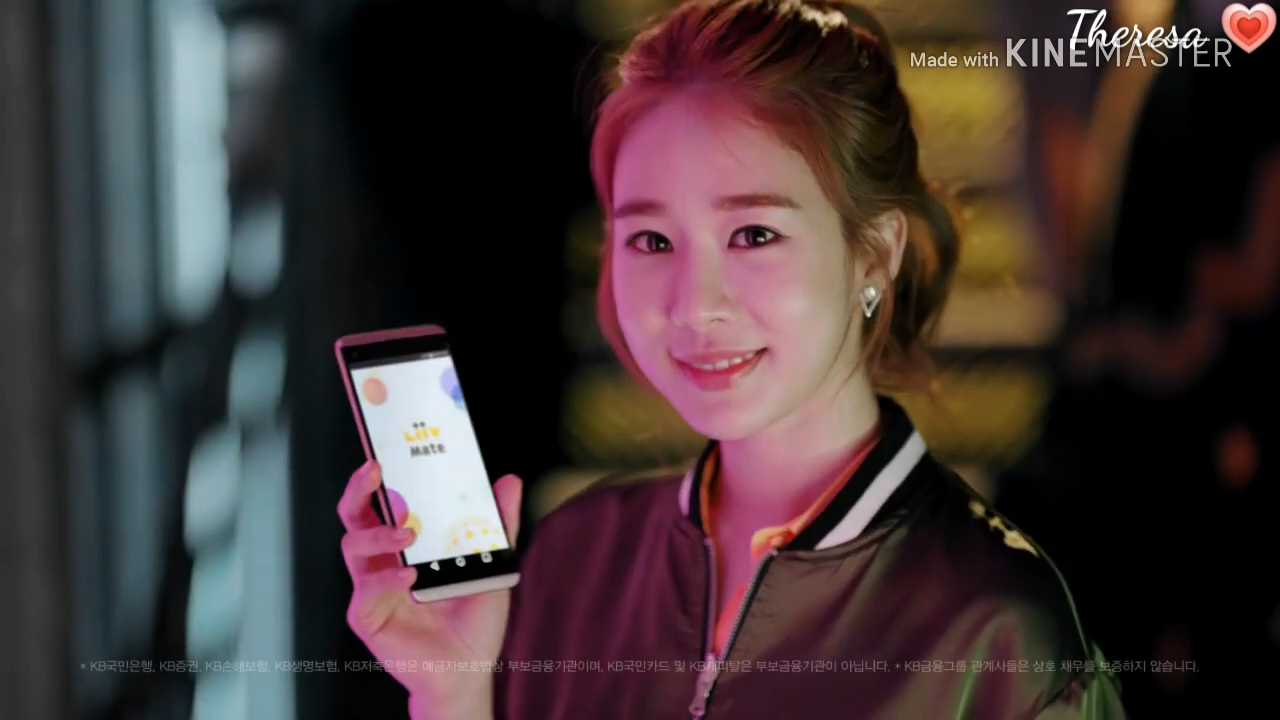 Theresa
Made with KINEMASTER
Liiv
Mate
* KB국민은행, KB증권, KB손해보험, KB생명보험, KB저축은행은 예금자보호법상 부보금융기관이며, KB국민카드 및 KB캐피탈은 부보금융기관이 아닙니다. * KB금융그룹 관계사들은 상호 채무를 보증하지 않습니다.